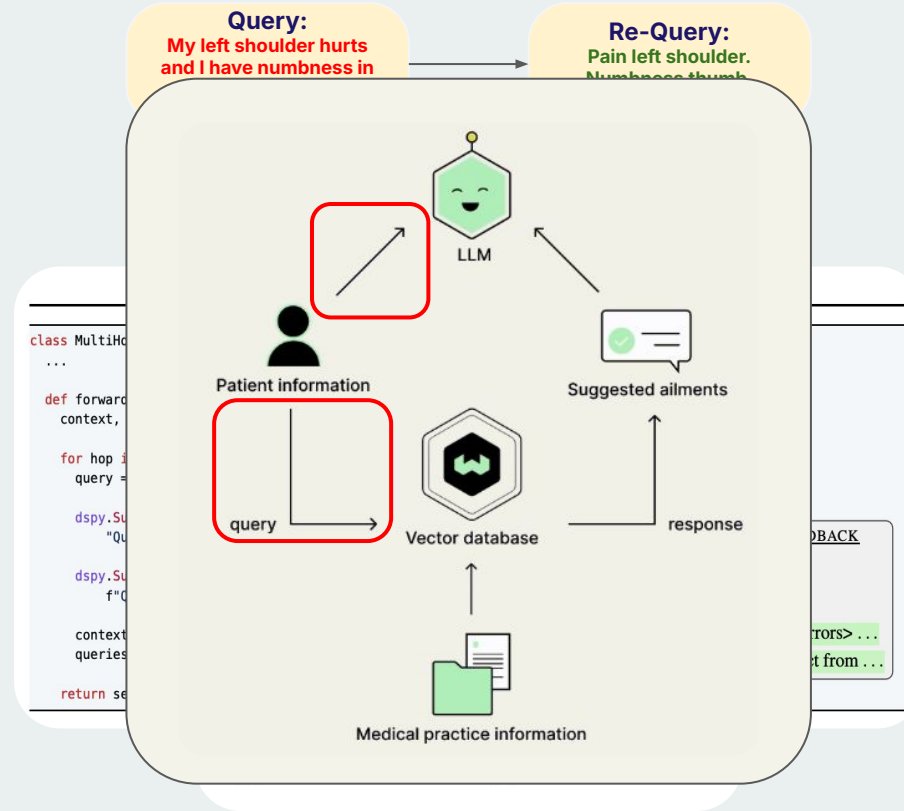 Query:
My left shoulder hurts
and I have numbness in
Re-Query:
Pain left shoulder.
Numbness thumb
LLM
Patient information
Suggested ailments
query
Vector database
response
Medical practice information
class MultiHo
...
def forward
context,
for hop i
query =
dspy.Su
"Qu
dspy.Su
f"Q
context
queries
return se
DBACK
rrors> ...
t from ...